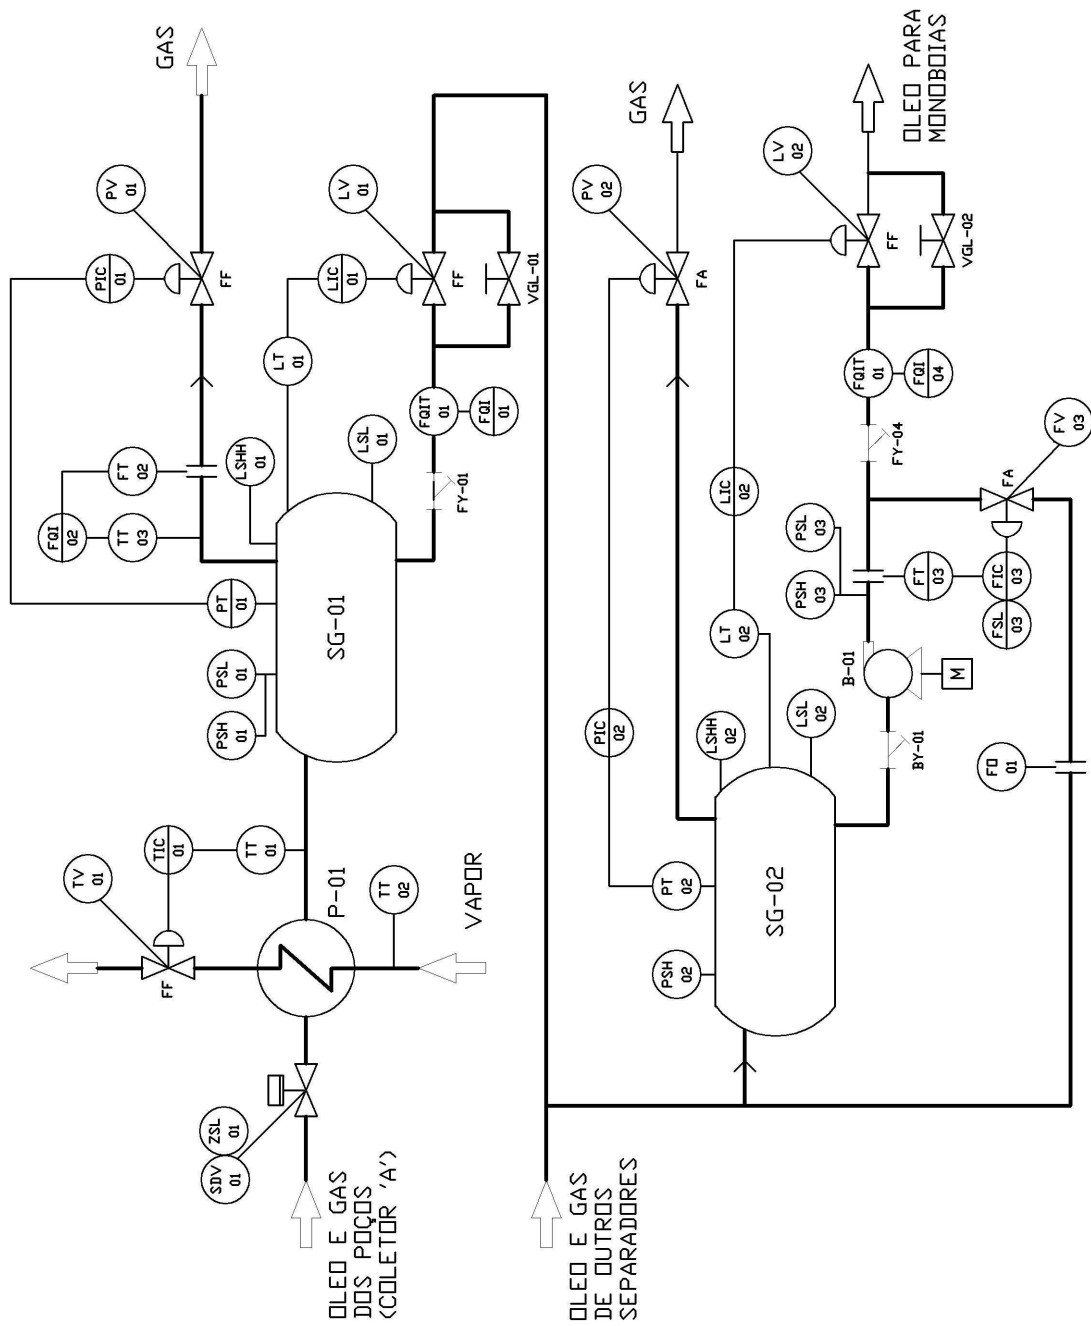 GAS
PV
01
PIC
01
FF
FT
02
FQI
02
TT
03
PT
01
PSL
01
PSH
01
LSHH
01
LT
01
LIC
01
LV
01
FF
VGL-01
LSL
01
FQIT
01
FQI
01
FY-01
SG-01
TV
01
TIC
01
TT
01
FF
P-01
TT
02
VAPOR
ZSL
01
SDV
01
OLEO E GAS
DOS POÇOS
(COLETOR 'A')
GAS
PV
02
FA
PIC
02
PT
02
PSH
02
LSHH
02
LT
02
LIC
02
LV
02
FF
VGL-02
OLEO PARA
MONOBOIAS
LSL
02
SG-02
FQIT
01
FQI
04
FY-04
PSL
03
PSH
03
FT
03
FIC
03
FSL
03
FA
FV
03
B-01
M
BY-01
FO
01
OLEO E GAS
DE OUTROS
SEPARADORES